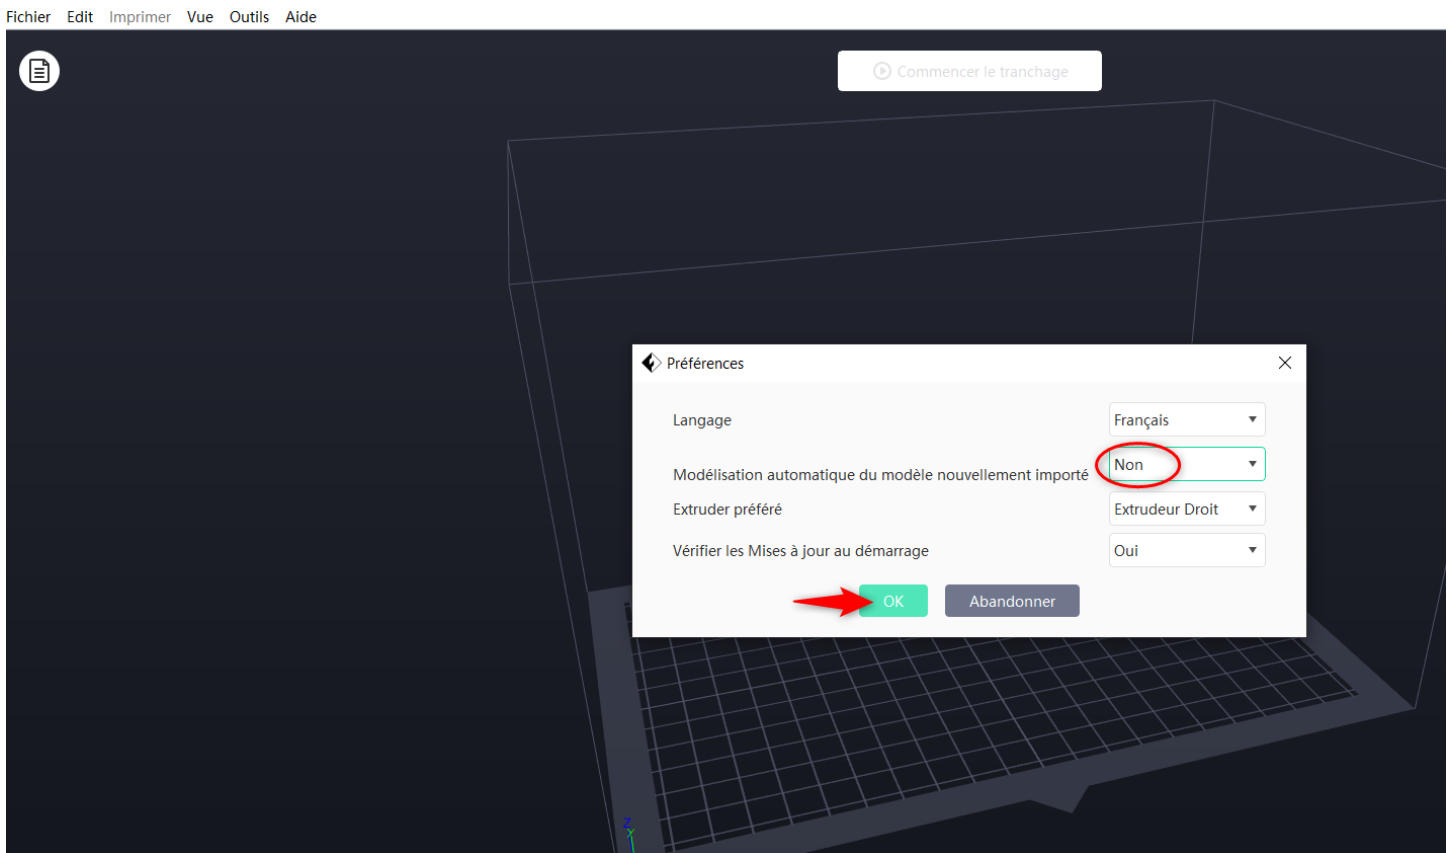 Fichier Edit Imprimer Vue Outils Aide
Commencer le tranchage
Préférences
Langage Français
Modélisation automatique du modèle nouvellement importé Non
Extruder préféré Extrudeur Droit
Vérifier les Mises à jour au démarrage Oui
OK Abandonner
Z
Y